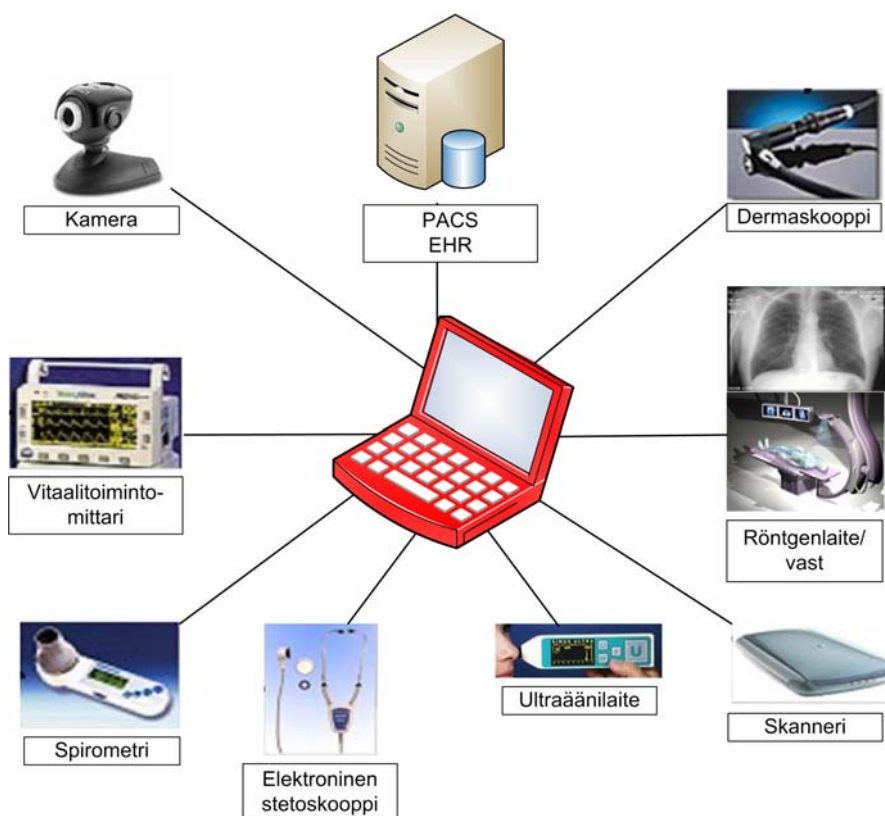 Kamera
PACS
EHR
Dermaskooppi
Vitaalitoiminto-
mittari
Röntgenlaite/
vast
Spirometri
Elektroninen
stetoskooppi
Ultraäänilaite
Skanneri